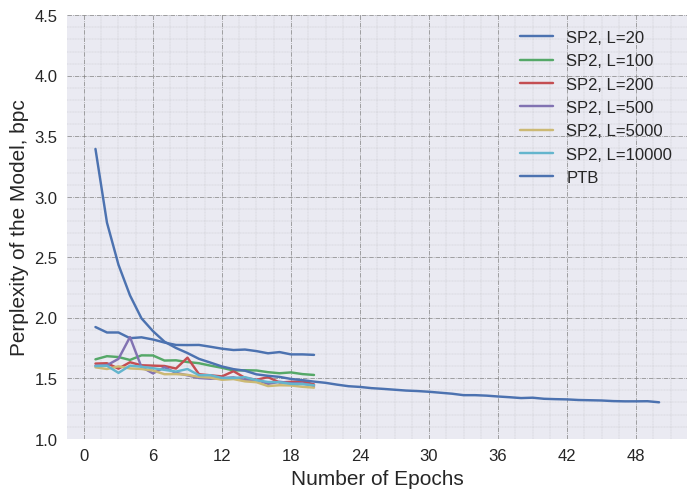 4.5
4.0
3.5
3.0
2.5
2.0
1.5
1.0
Perplexity of the Model, bpc
SP2, L=20
SP2, L=100
SP2, L=200
SP2, L=500
SP2, L=5000
SP2, L=10000
PTB
0 6 12 18 24 30 36 42 48
Number of Epochs